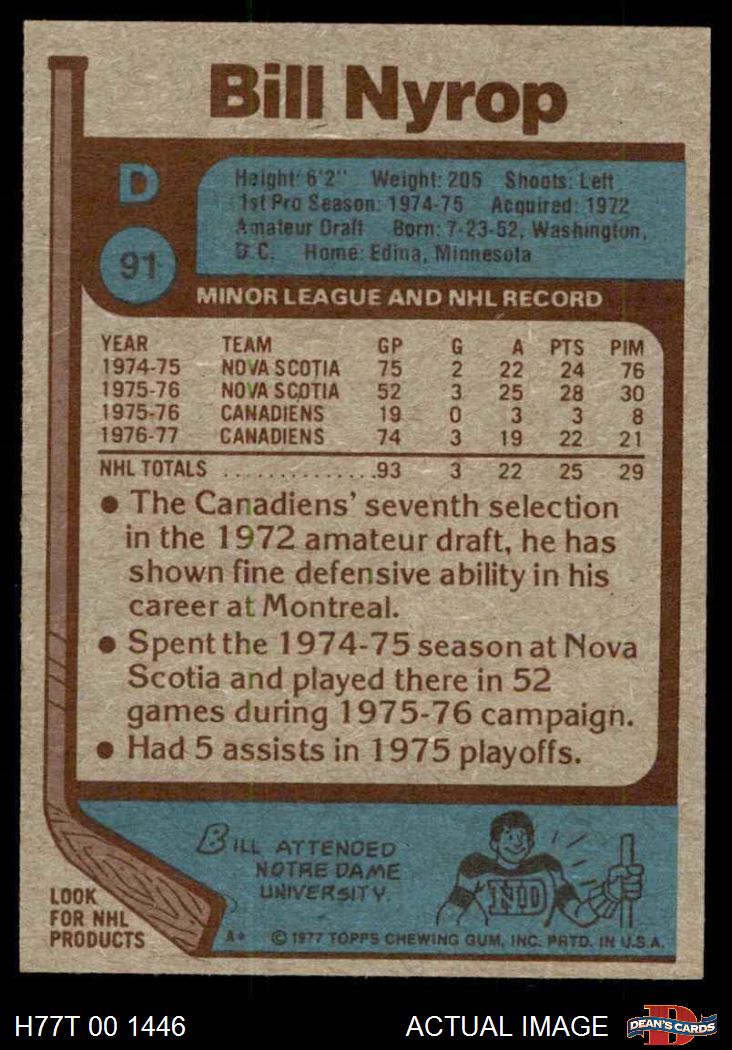 Bill Nyrop
D
Height: 6'2" Weight: 205 Shoots: Left
1st Pro Season: 1974-75 Acquired: 1972
Amateur Draft Born: 7-23-52, Washington,
D.C. Home: Edina, Minnesota
91
MINOR LEAGUE AND NHL RECORD
YEAR TEAM GP G A PTS PIM
1974-75 NOVA SCOTIA 75 2 22 24 76
1975-76 NOVA SCOTIA 52 3 25 28 30
1975-76 CANADIENS 19 0 3 3 8
1976-77 CANADIENS 74 3 19 22 21
NHL TOTALS ..............93 3 22 25 29
● The Canadiens' seventh selection
in the 1972 amateur draft, he has
shown fine defensive ability in his
career at Montreal.
● Spent the 1974-75 season at Nova
Scotia and played there in 52
games during 1975-76 campaign.
● Had 5 assists in 1975 playoffs.
BILL ATTENDED
NOTRE DAME
UNIVERSITY.
ND
LOOK
FOR NHL
PRODUCTS
A* © 1977 TOPPS CHEWING GUM, INC. PRTD. IN U.S.A.
H77T 00 1446 ACTUAL IMAGE D DEAN'S CARDS